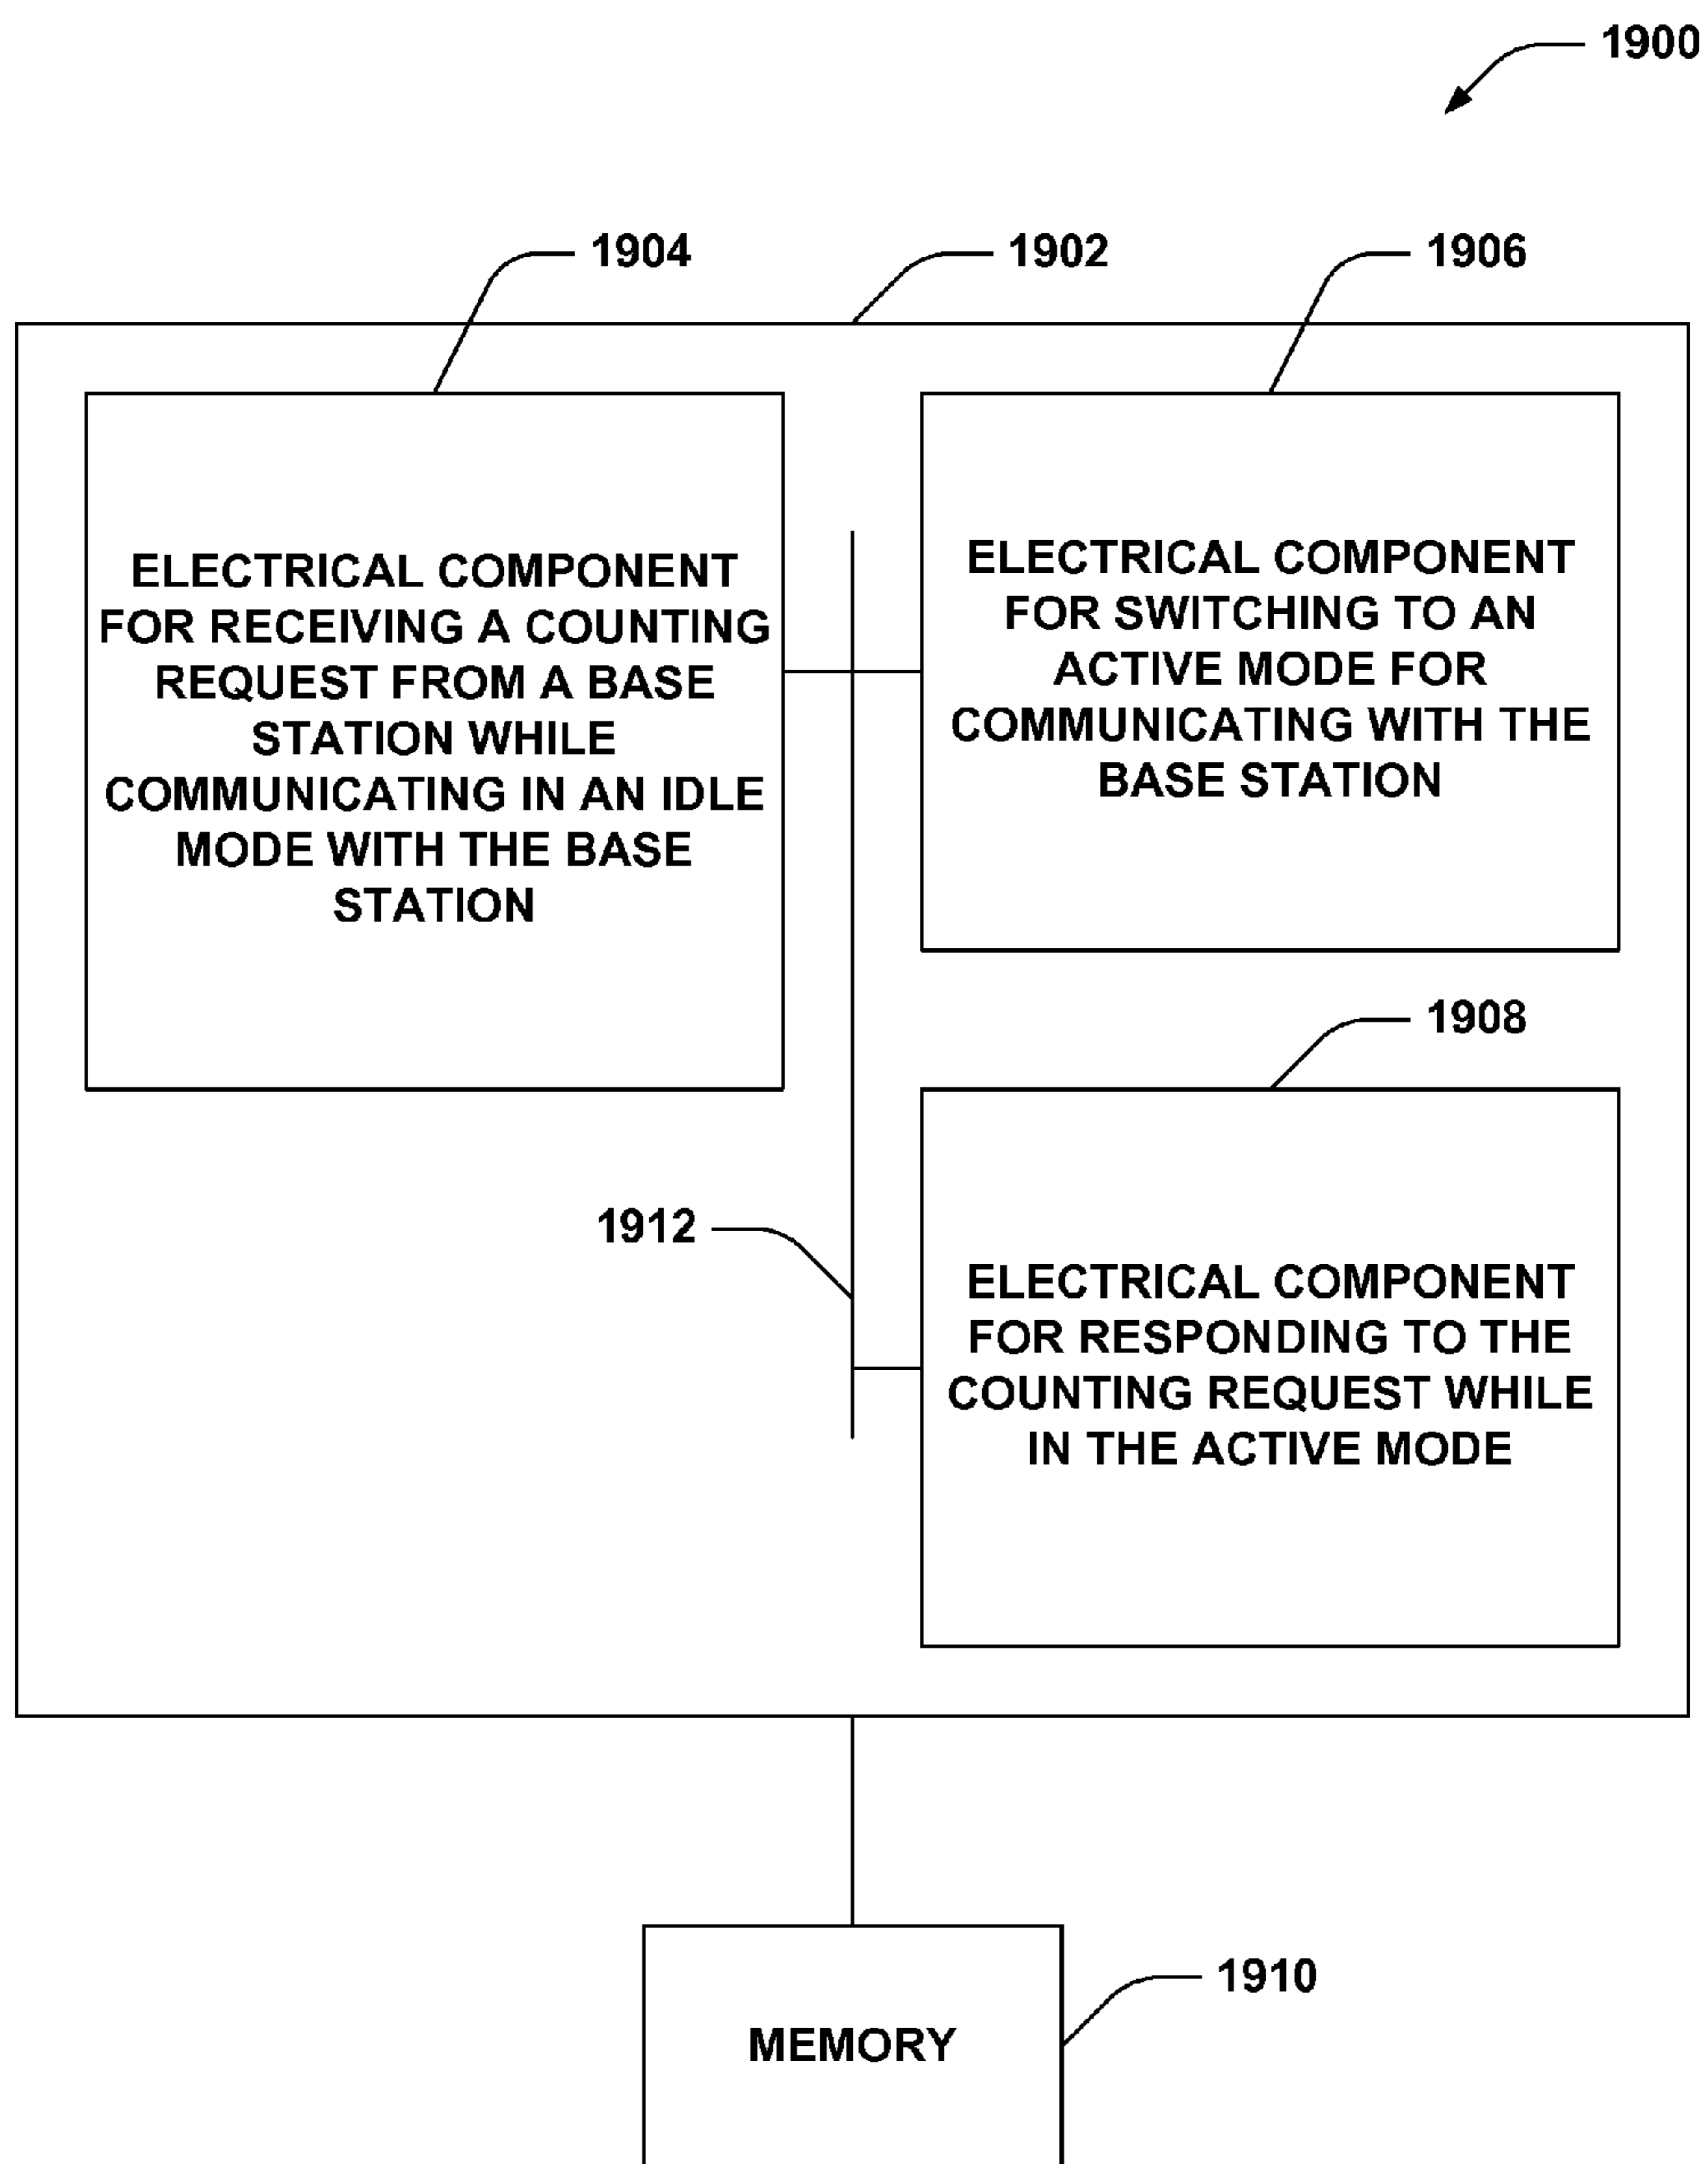 1900
1904
1902
1906
ELECTRICAL COMPONENT
FOR RECEIVING A COUNTING
REQUEST FROM A BASE
STATION WHILE
COMMUNICATING IN AN IDLE
MODE WITH THE BASE
STATION
ELECTRICAL COMPONENT
FOR SWITCHING TO AN
ACTIVE MODE FOR
COMMUNICATING WITH THE
BASE STATION
1908
1912
ELECTRICAL COMPONENT
FOR RESPONDING TO THE
COUNTING REQUEST WHILE
IN THE ACTIVE MODE
1910
MEMORY